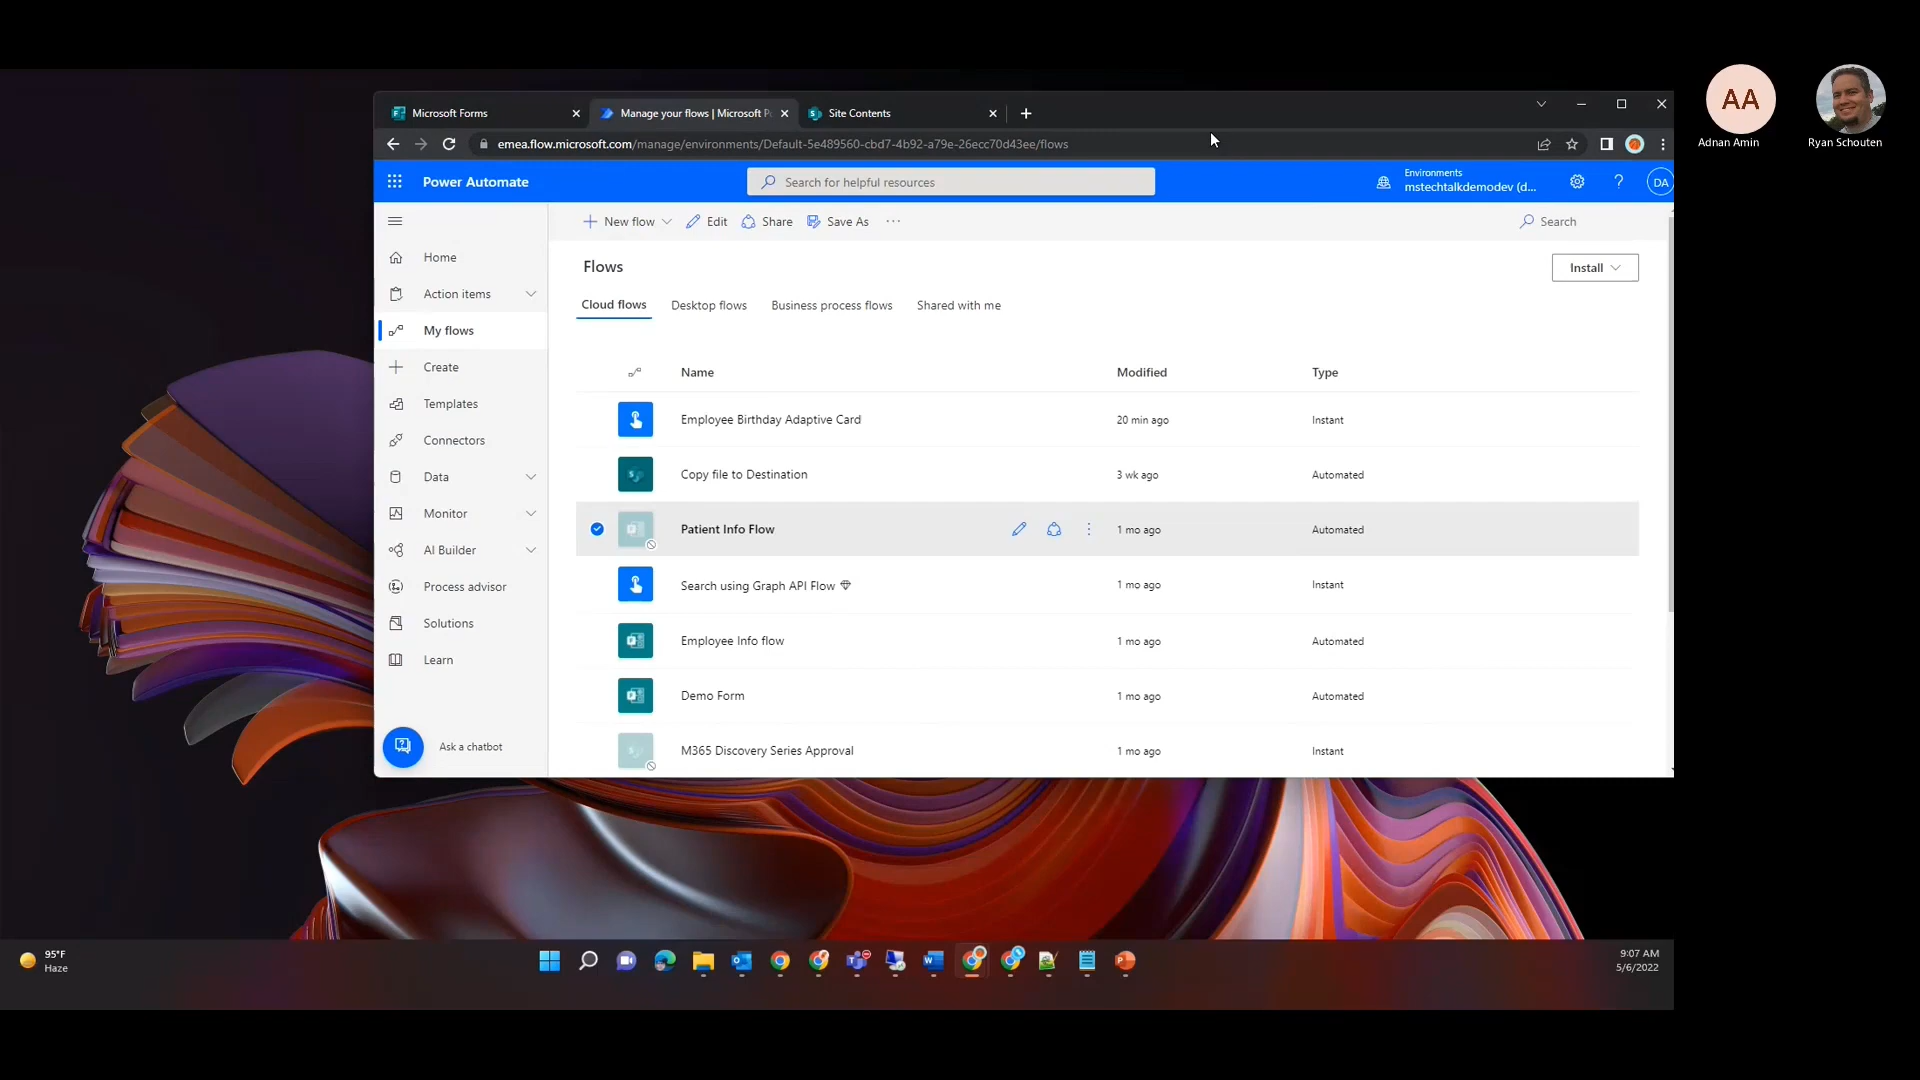 Microsoft Forms
Manage your flows | Microsoft P
Site Contents
AA
Adnan Amin
Ryan Schouten
emea.flow.microsoft.com/manage/environments/Default-5e489560-cbd7-4b92-a79e-26ecc70d43ee/flows
Power Automate
Search for helpful resources
Environments
mstechtalkdemodev (d...
?
DA
New flow
Edit
Share
Save As
...
Search
Home
Action items
My flows
Create
Templates
Connectors
Data
Monitor
AI Builder
Process advisor
Solutions
Learn
Ask a chatbot
Flows
Install
Cloud flows
Desktop flows
Business process flows
Shared with me
Name
Modified
Type
Employee Birthday Adaptive Card
20 min ago
Instant
Copy file to Destination
3 wk ago
Automated
Patient Info Flow
1 mo ago
Automated
Search using Graph API Flow
1 mo ago
Instant
Employee Info flow
1 mo ago
Automated
Demo Form
1 mo ago
Automated
M365 Discovery Series Approval
1 mo ago
Instant
95°F
Haze
9:07 AM
5/6/2022